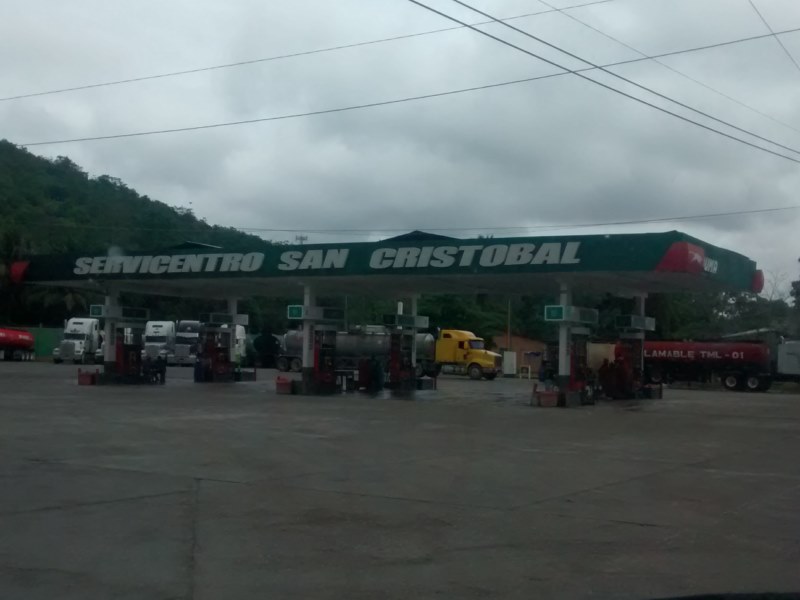 SERVICENTRO SAN CRISTOBAL
LAMABLE TML - 01